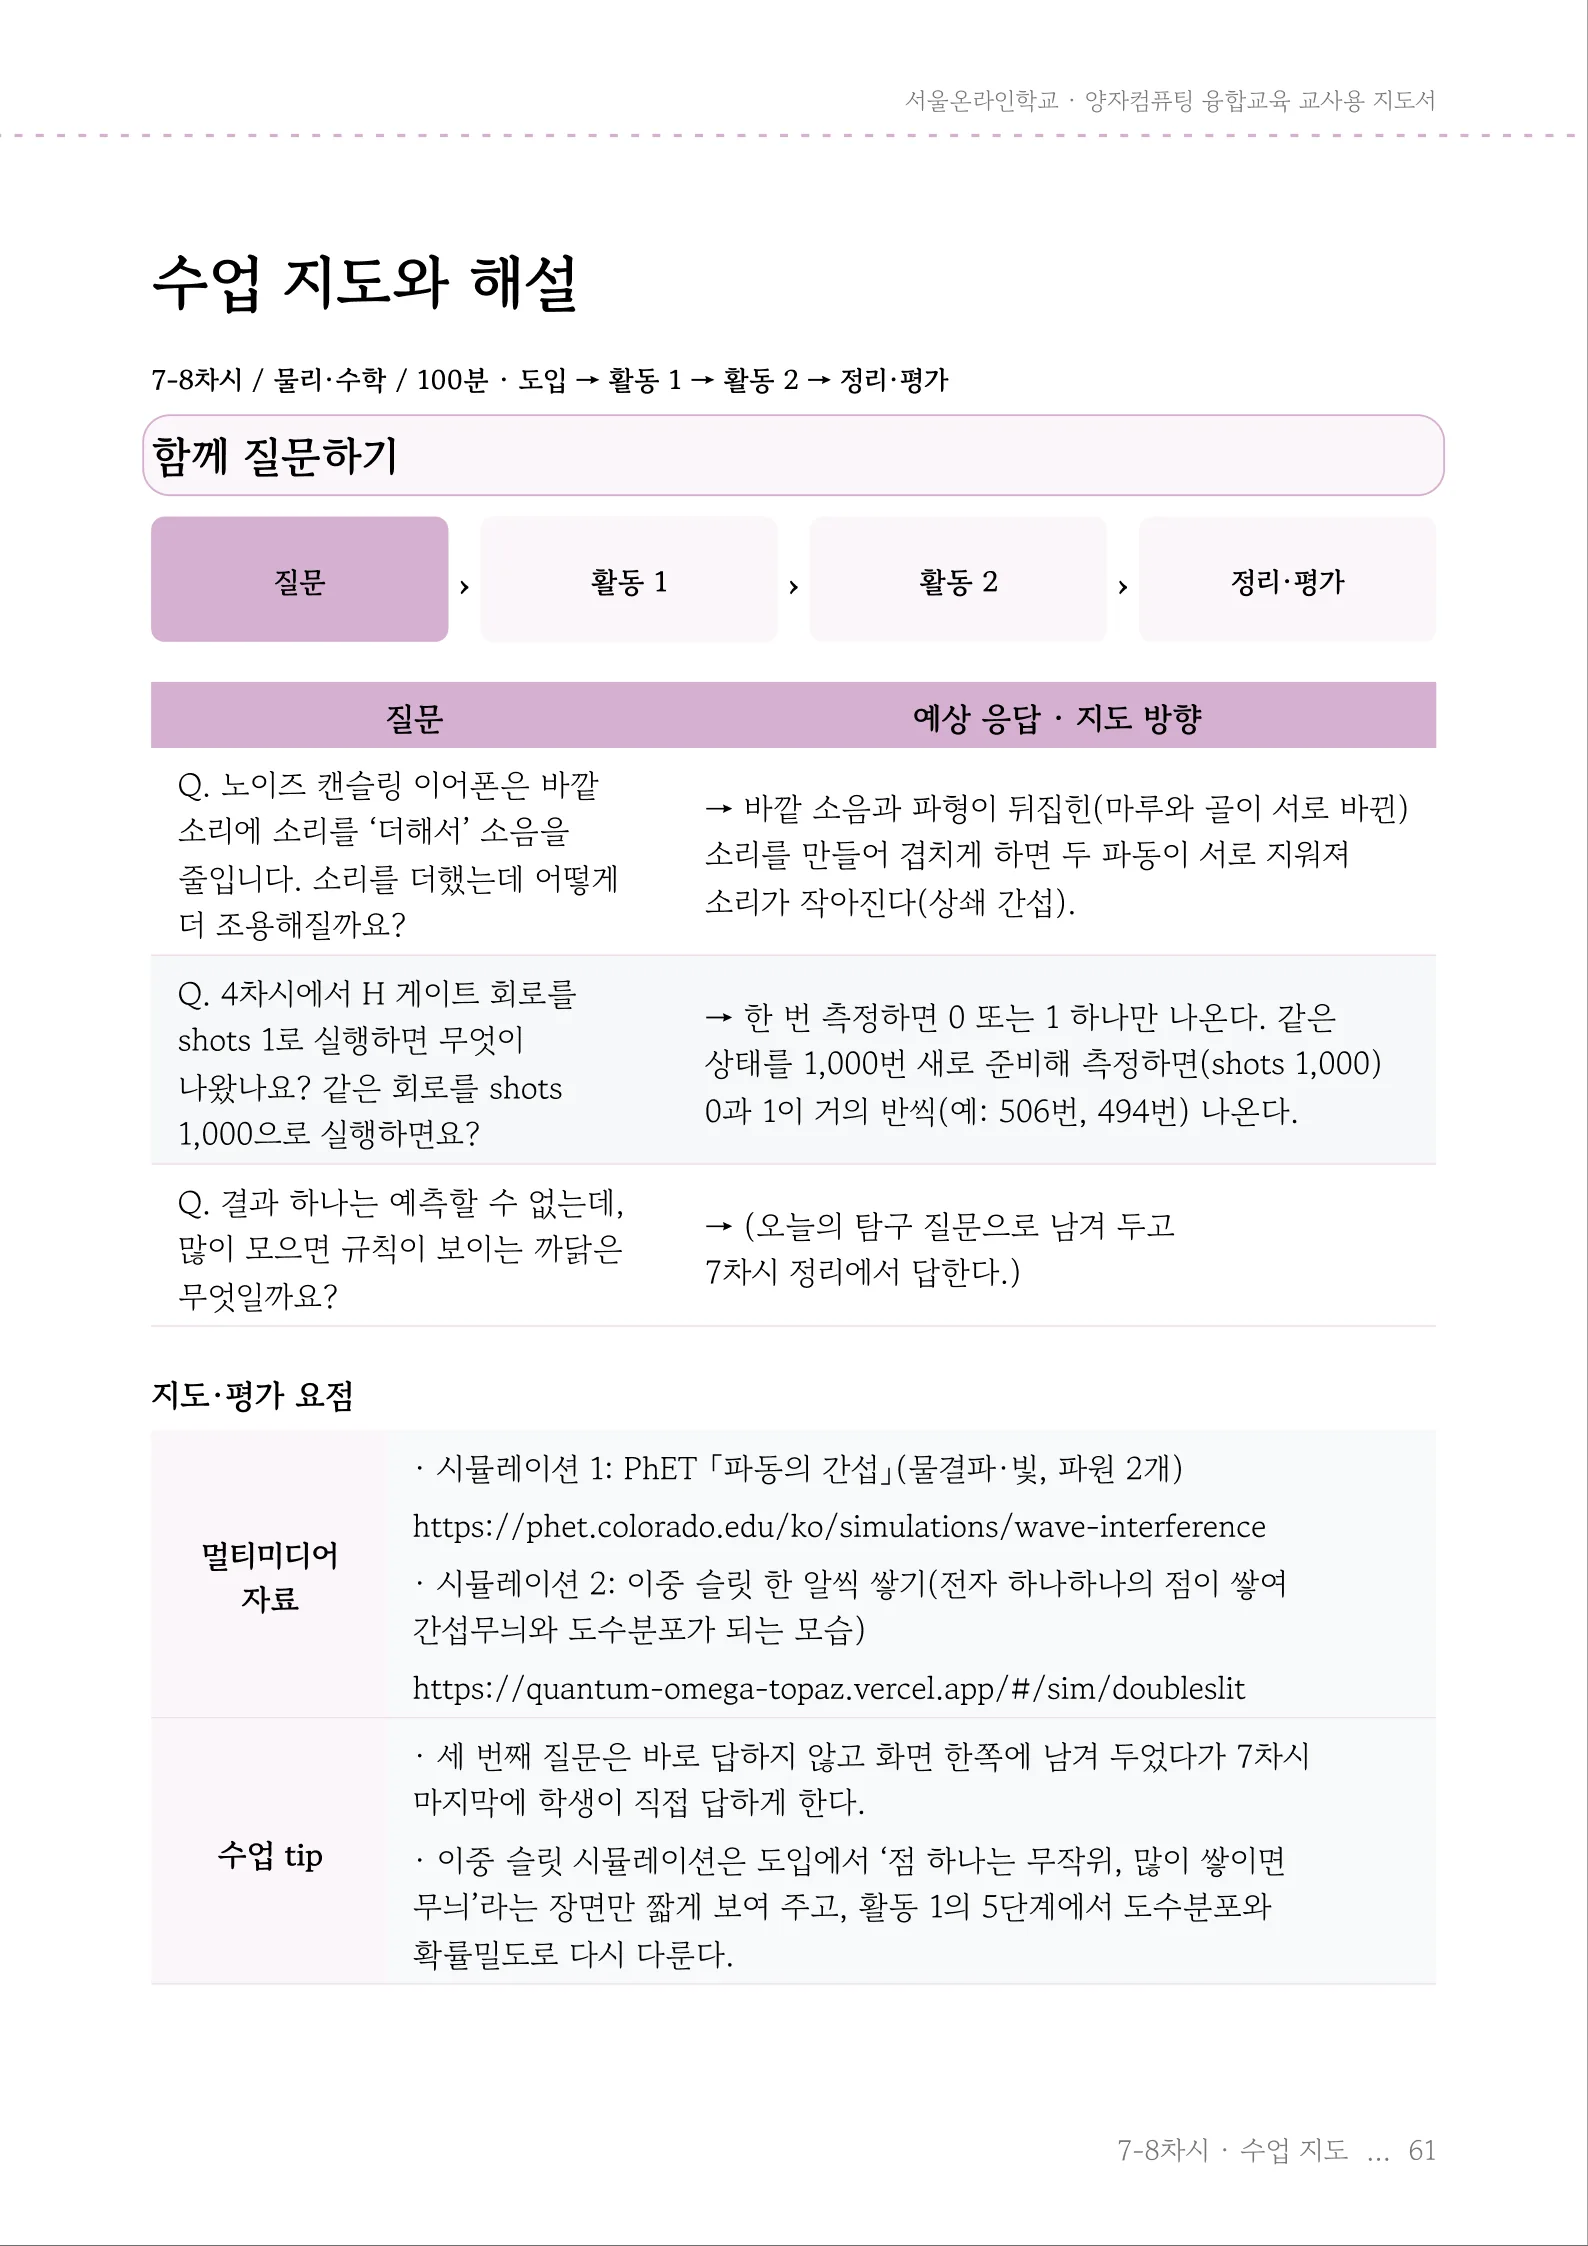 서울온라인학교 · 양자컴퓨팅 융합교육 교사용 지도서
수업 지도와 해설
7-8차시 / 물리·수학 / 100분 · 도입 → 활동 1 → 활동 2 → 정리·평가
함께 질문하기
질문 › 활동 1 › 활동 2 › 정리·평가
질문 예상 응답 · 지도 방향
Q. 노이즈 캔슬링 이어폰은 바깥
소리에 소리를 ‘더해서’ 소음을
줄입니다. 소리를 더했는데 어떻게
더 조용해질까요?
→ 바깥 소음과 파형이 뒤집힌(마루와 골이 서로 바뀐)
소리를 만들어 겹치게 하면 두 파동이 서로 지워져
소리가 작아진다(상쇄 간섭).
Q. 4차시에서 H 게이트 회로를
shots 1로 실행하면 무엇이
나왔나요? 같은 회로를 shots
1,000으로 실행하면요?
→ 한 번 측정하면 0 또는 1 하나만 나온다. 같은
상태를 1,000번 새로 준비해 측정하면(shots 1,000)
0과 1이 거의 반씩(예: 506번, 494번) 나온다.
Q. 결과 하나는 예측할 수 없는데,
많이 모으면 규칙이 보이는 까닭은
무엇일까요?
→ (오늘의 탐구 질문으로 남겨 두고
7차시 정리에서 답한다.)
지도·평가 요점
멀티미디어
자료
· 시뮬레이션 1: PhET 「파동의 간섭」(물결파·빛, 파원 2개)
https://phet.colorado.edu/ko/simulations/wave-interference
· 시뮬레이션 2: 이중 슬릿 한 알씩 쌓기(전자 하나하나의 점이 쌓여
간섭무늬와 도수분포가 되는 모습)
https://quantum-omega-topaz.vercel.app/#/sim/doubleslit
수업 tip
· 세 번째 질문은 바로 답하지 않고 화면 한쪽에 남겨 두었다가 7차시
마지막에 학생이 직접 답하게 한다.
· 이중 슬릿 시뮬레이션은 도입에서 ‘점 하나는 무작위, 많이 쌓이면
무늬’라는 장면만 짧게 보여 주고, 활동 1의 5단계에서 도수분포와
확률밀도로 다시 다룬다.
7-8차시 · 수업 지도 ... 61